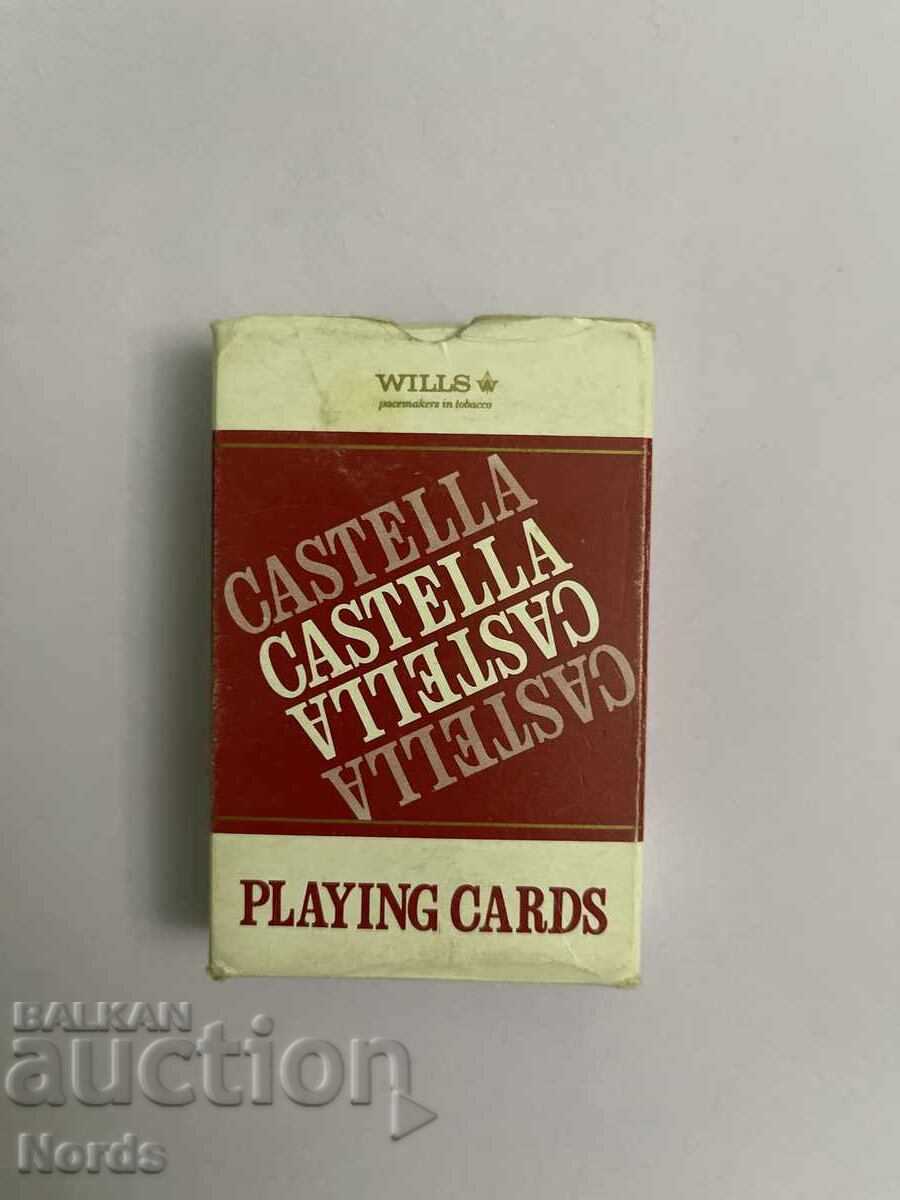 WILLS
pacemakers in tobacco
CASTELLA
CASTELLA
CASTELLA
CASTELLA
PLAYING CARDS
BALKAN
auction
Nords